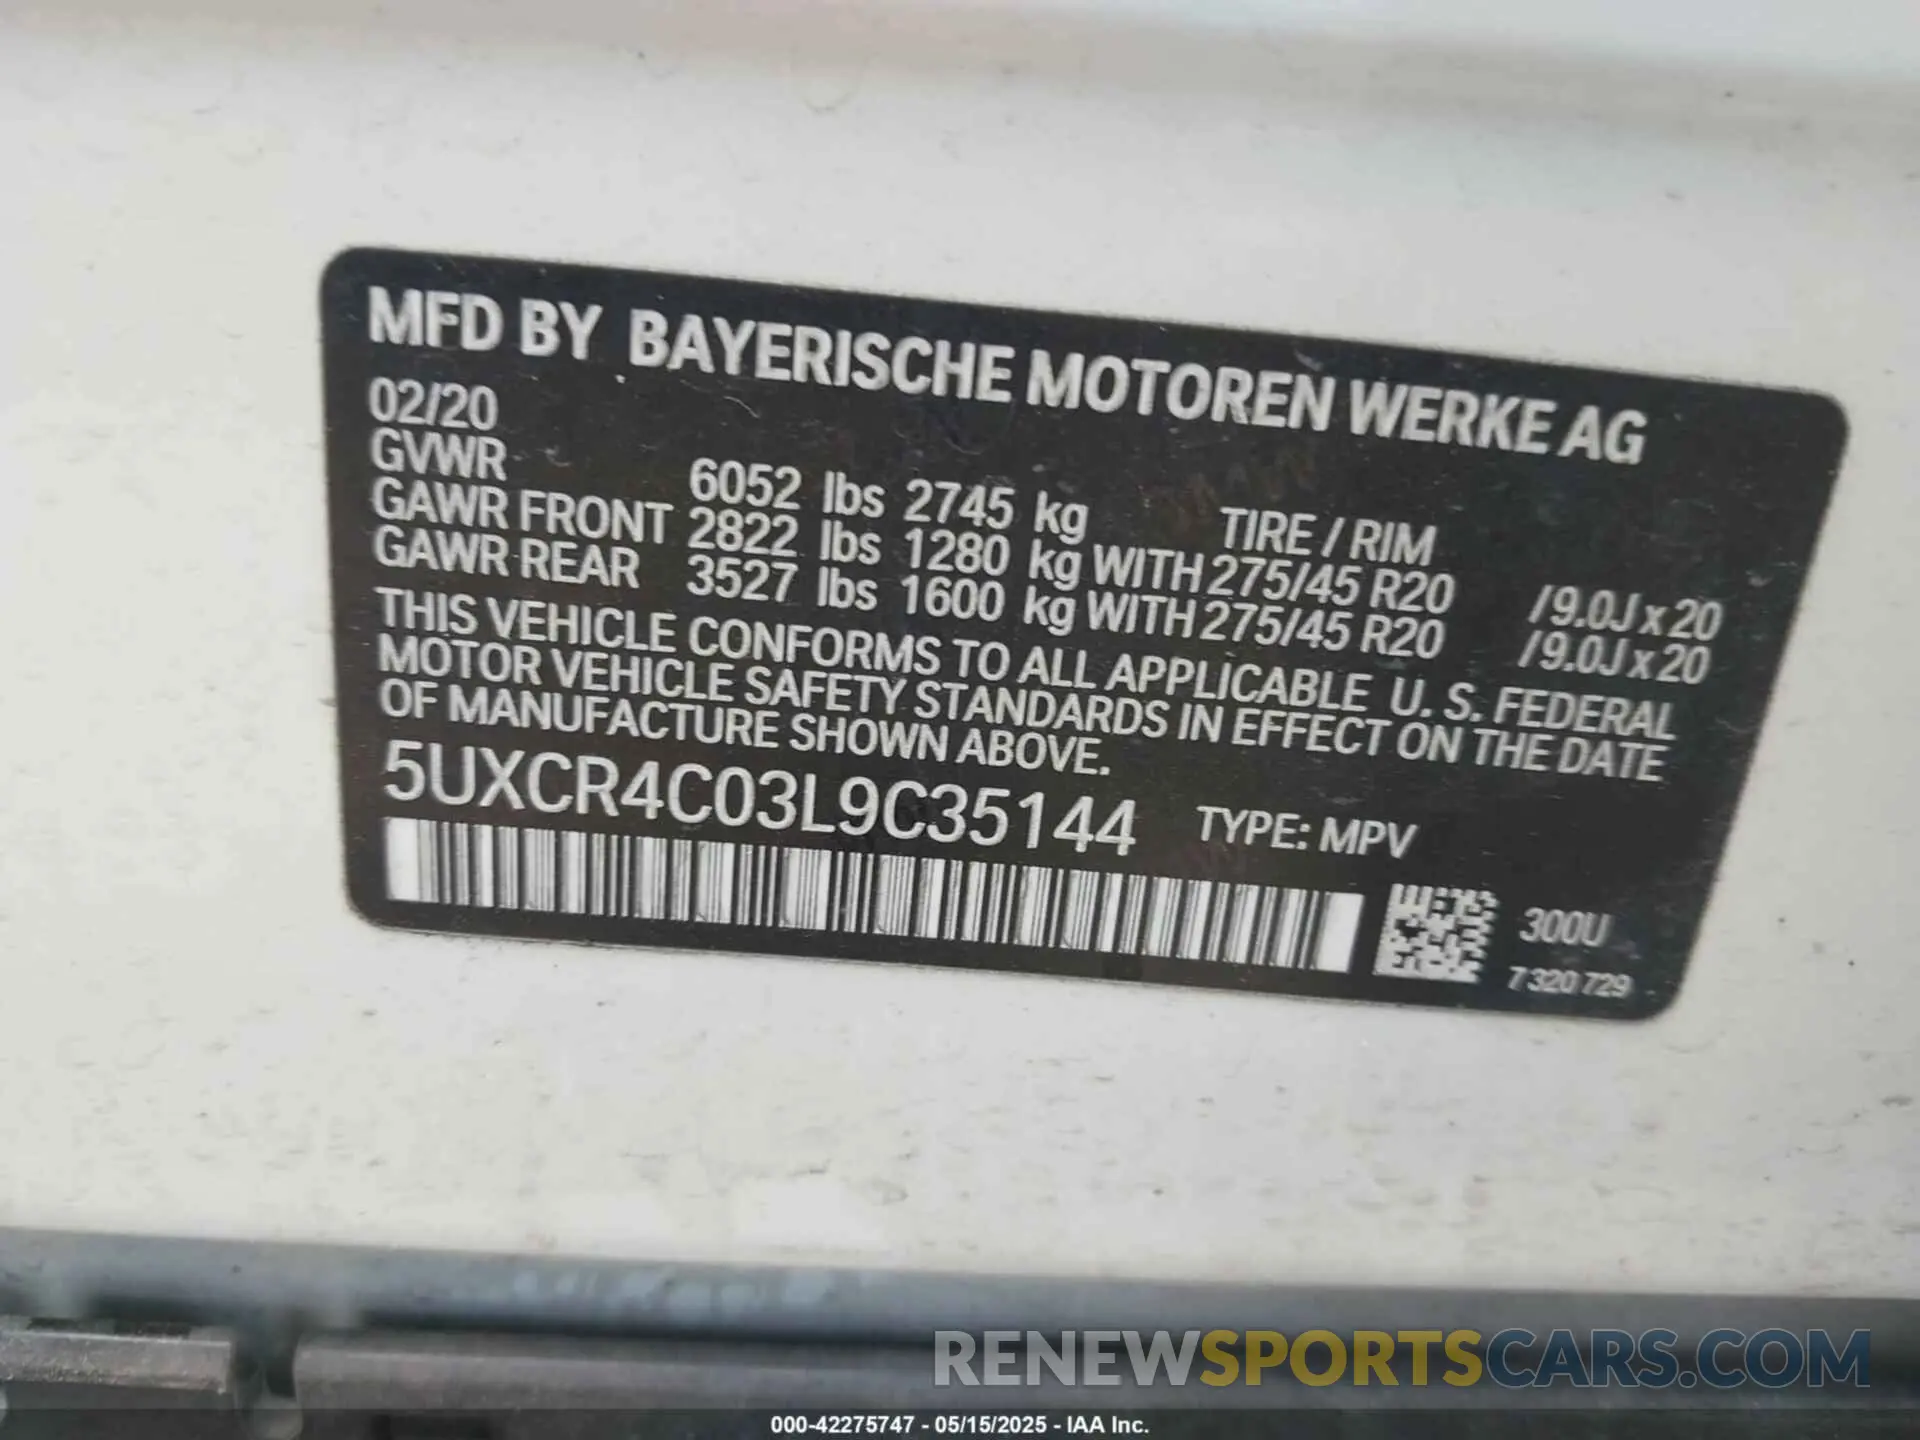 MFD BY BAYERISCHE MOTOREN WERKE AG
02/20
GVWR 6052 lbs 2745 kg TIRE / RIM
GAWR FRONT 2822 lbs 1280 kg WITH 275/45 R20 /9.0J x 20
GAWR REAR 3527 lbs 1600 kg WITH 275/45 R20 /9.0J x 20
THIS VEHICLE CONFORMS TO ALL APPLICABLE U. S. FEDERAL
MOTOR VEHICLE SAFETY STANDARDS IN EFFECT ON THE DATE
OF MANUFACTURE SHOWN ABOVE.
5UXCR4C03L9C35144 TYPE: MPV
300U
7 320 729
RENEWSPORTSCARS.COM
000-42275747 - 05/15/2025 - IAA Inc.